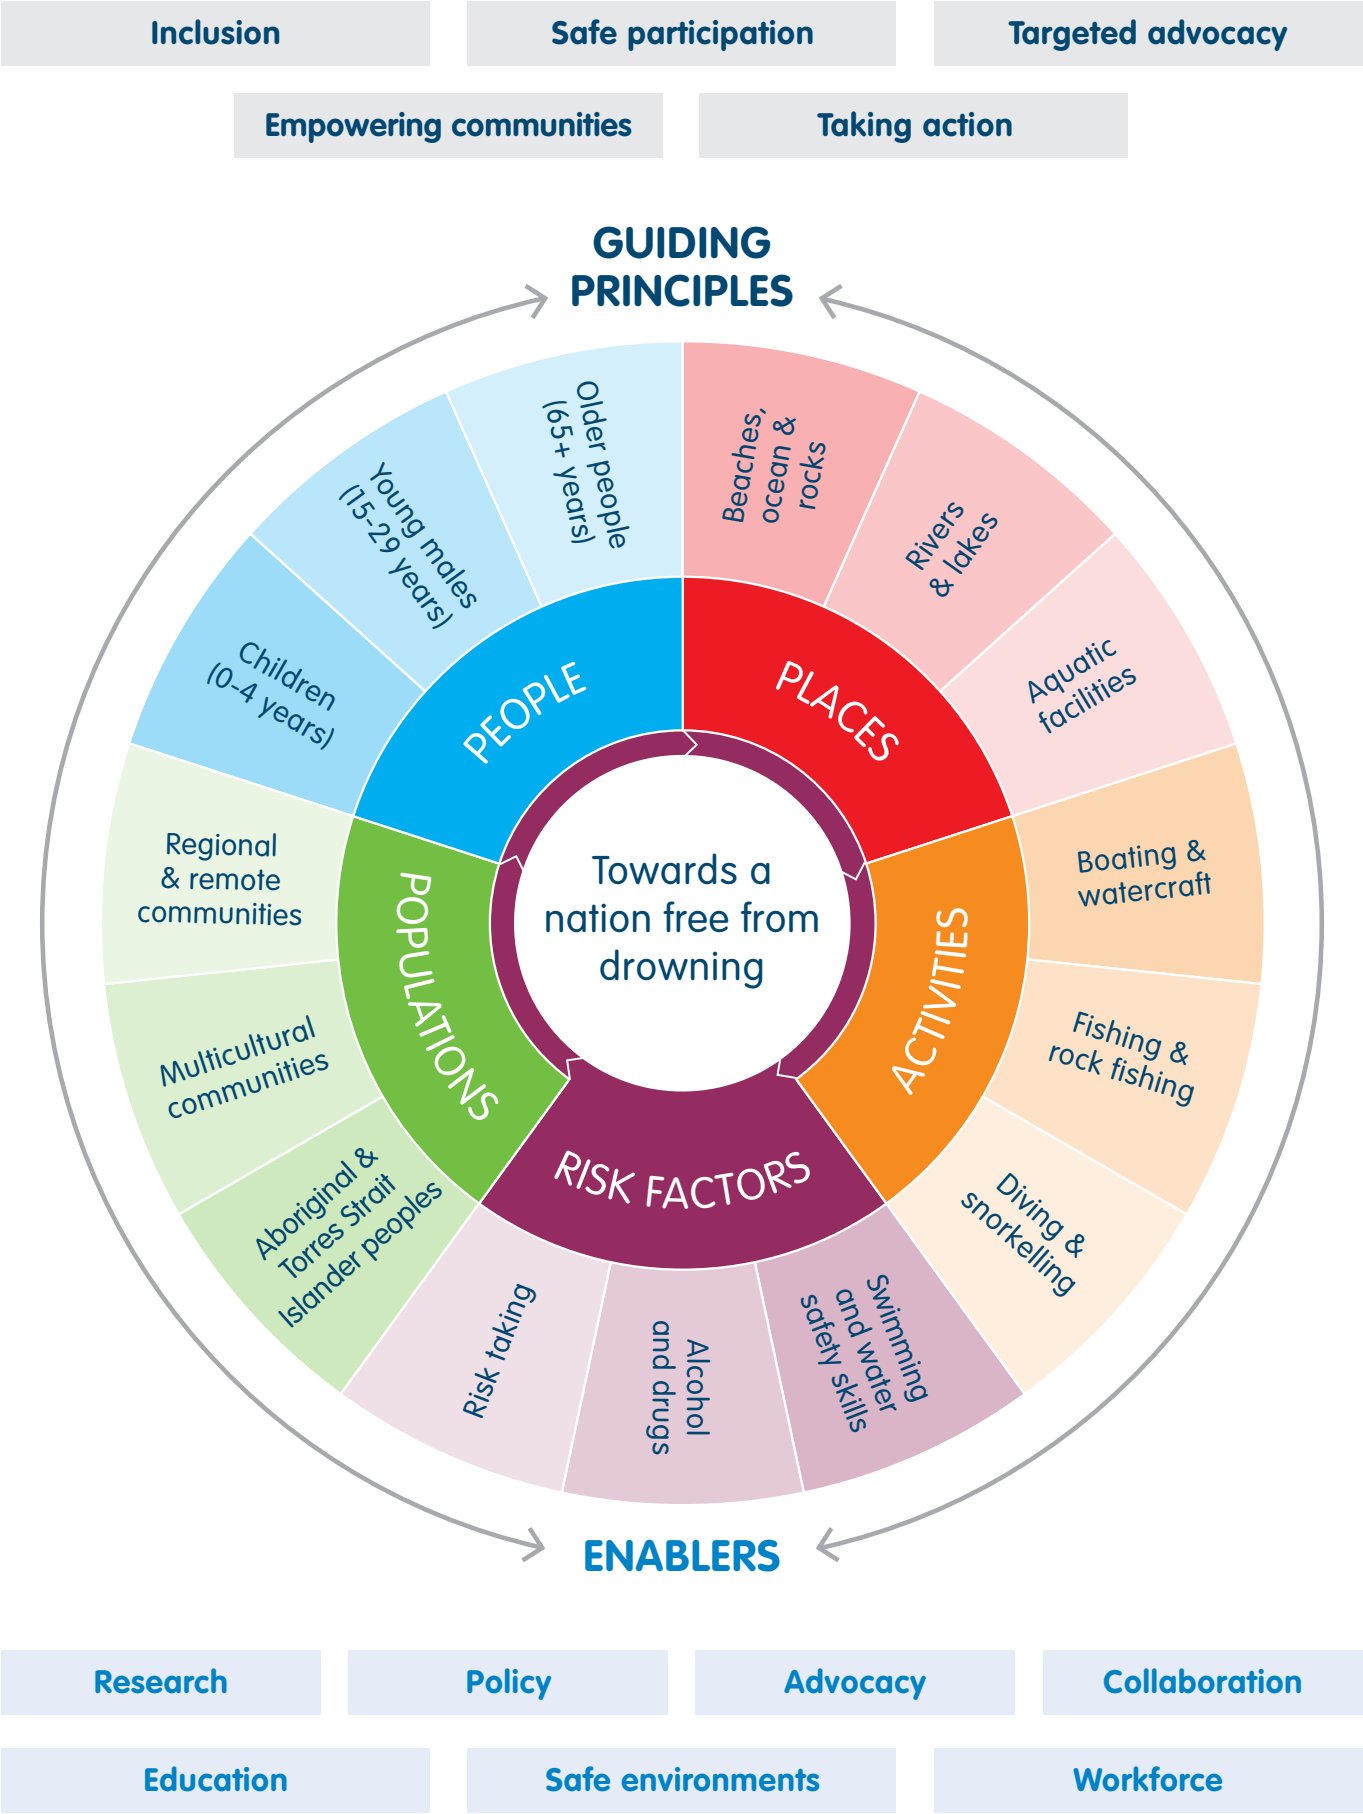 Inclusion
Safe participation
Targeted advocacy
Empowering communities
Taking action
GUIDING
PRINCIPLES
Older people
(65+ years)
Beaches,
ocean &
rocks
Young males
(15-29 years)
Rivers
& lakes
Children
(0-4 years)
Aquatic
facilities
PEOPLE
PLACES
Regional
& remote
communities
Boating &
watercraft
POPULATIONS
Towards a
nation free from
drowning
ACTIVITIES
Multicultural
communities
Fishing &
rock fishing
Aboriginal &
Torres Strait
Islander peoples
RISK FACTORS
Diving &
snorkelling
Risk taking
Alcohol
and drugs
Swimming
and water
safety skills
ENABLERS
Research
Policy
Advocacy
Collaboration
Education
Safe environments
Workforce